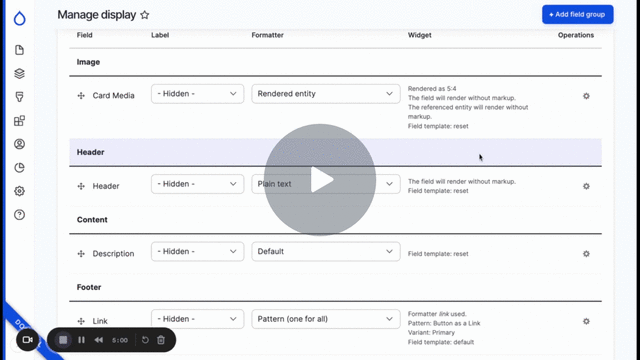 Manage display
+ Add field group
Field Label Formatter Widget Operations
Image
Card Media - Hidden - Rendered entity
Rendered as 5:4
The field will render without markup.
The referenced entity will render without
markup.
Field template: reset
Header
Header - Hidden - Plain text
The field will render without markup.
Field template: reset
Content
Description - Hidden - Default Field template: reset
Footer
Link - Hidden - Pattern (one for all)
Formatter link used.
Pattern: Button as a Link
Variant: Primary
Field template: default
5:00